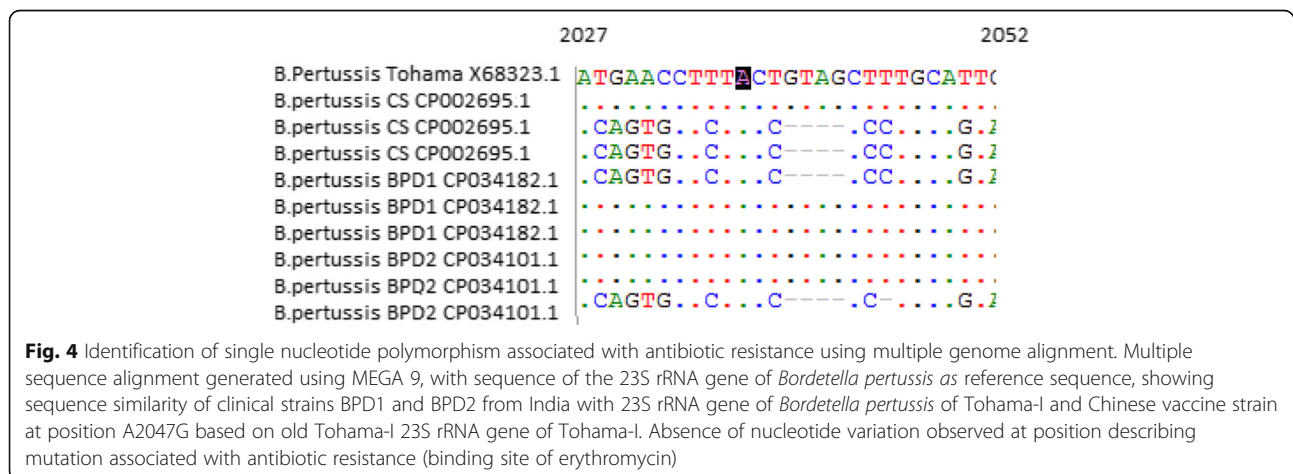 2027 2052
B.Pertussis Tohama X68323.1 ATGAACCTTTACTGTAGCTTTGCATTG
B.pertussis CS CP002695.1 ...........................
B.pertussis CS CP002695.1 .CAGTG..C...C----.CC....G.A
B.pertussis CS CP002695.1 .CAGTG..C...C----.CC....G.A
B.pertussis BPD1 CP034182.1 .CAGTG..C...C----.CC....G.A
B.pertussis BPD1 CP034182.1 ...........................
B.pertussis BPD1 CP034182.1 ...........................
B.pertussis BPD2 CP034101.1 ...........................
B.pertussis BPD2 CP034101.1 ...........................
B.pertussis BPD2 CP034101.1 .CAGTG..C...C----.C-....G.A
Fig. 4 Identification of single nucleotide polymorphism associated with antibiotic resistance using multiple genome alignment. Multiple
sequence alignment generated using MEGA 9, with sequence of the 23S rRNA gene of Bordetella pertussis as reference sequence, showing
sequence similarity of clinical strains BPD1 and BPD2 from India with 23S rRNA gene of Bordetella pertussis of Tohama-I and Chinese vaccine strain
at position A2047G based on old Tohama-I 23S rRNA gene of Tohama-I. Absence of nucleotide variation observed at position describing
mutation associated with antibiotic resistance (binding site of erythromycin)